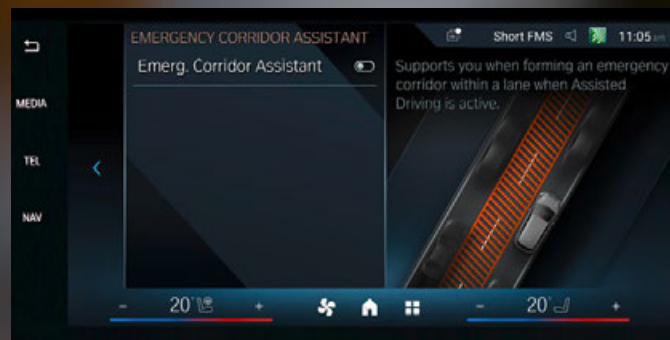 EMERGENCY CORRIDOR ASSISTANT
Short FMS
11:05 am
Emerg. Corridor Assistant
Supports you when forming an emergency
corridor within a lane when Assisted
Driving is active.
MEDIA
TEL
NAV
- 20° +
- 20° +